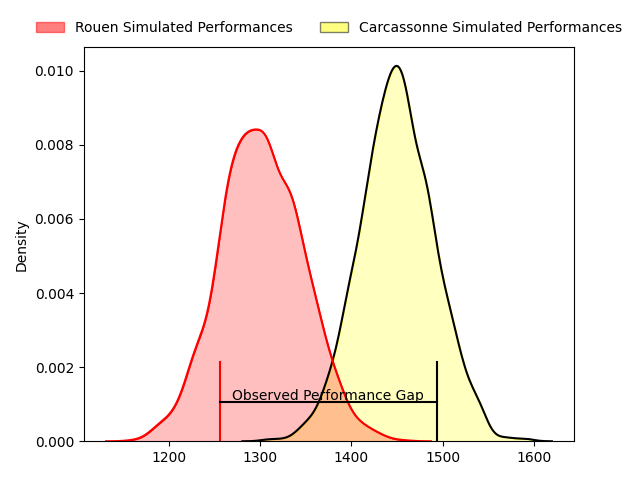 Rouen Simulated Performances
Carcassonne Simulated Performances
0.010
0.008
0.006
0.004
0.002
0.000
Density
Observed Performance Gap
1200 1300 1400 1500 1600